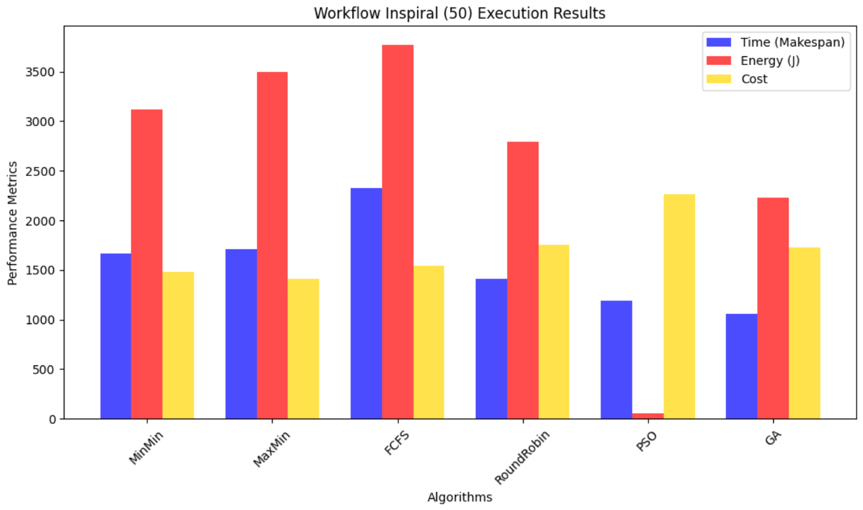 Workflow Inspiral (50) Execution Results
Time (Makespan)
Energy (J)
Cost
Performance Metrics
3500
3000
2500
2000
1500
1000
500
0
MinMin
MaxMin
FCFS
RoundRobin
PSO
GA
Algorithms